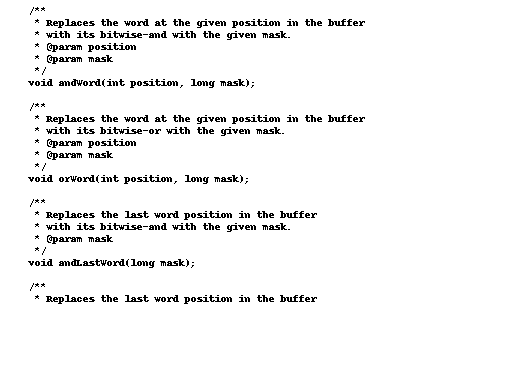 /**
 * Replaces the word at the given position in the buffer
 * with its bitwise-and with the given mask.
 * @param position
 * @param mask
 */
void andWord(int position, long mask);

/**
 * Replaces the word at the given position in the buffer
 * with its bitwise-or with the given mask.
 * @param position
 * @param mask
 */
void orWord(int position, long mask);

/**
 * Replaces the last word position in the buffer
 * with its bitwise-and with the given mask.
 * @param mask
 */
void andLastWord(long mask);

/**
 * Replaces the last word position in the buffer